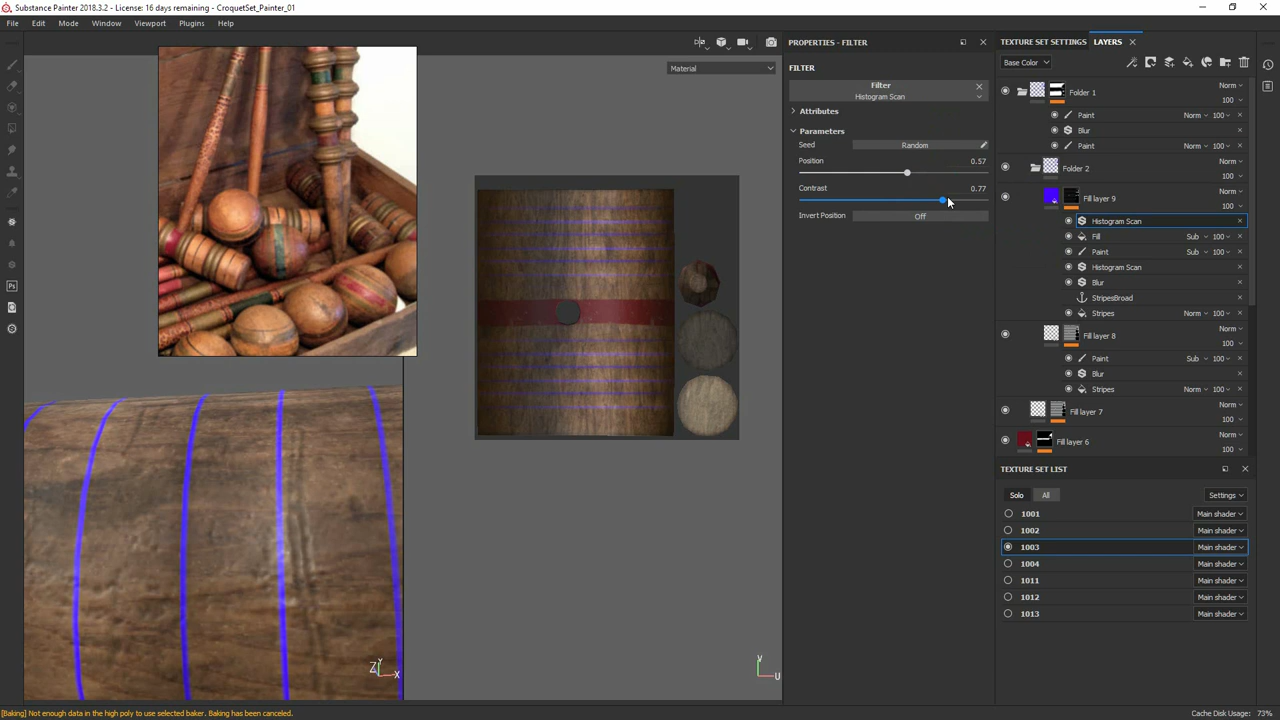 Substance Painter 2018.3.2 - License: 16 days remaining - CroquetSet_Painter_01
File Edit Mode Window Viewport Plugins Help
Material
PROPERTIES - FILTER
FILTER
Filter
Histogram Scan
Attributes
Parameters
Seed Random
Position 0.57
Contrast 0.77
Invert Position Off
TEXTURE SET SETTINGS LAYERS
Base Color
Folder 1 Norm 100
Paint Norm 100
Blur
Paint Norm 100
Folder 2 Norm 100
Fill layer 9 Norm 100
Histogram Scan
Fill Sub 100
Paint Sub 100
Histogram Scan
Blur
StripesBroad
Stripes Norm 100
Fill layer 8 Norm 100
Paint Sub 100
Blur
Stripes Norm 100
Fill layer 7 Norm 100
Fill layer 6 Norm 100
TEXTURE SET LIST
Solo All Settings
1001 Main shader
1002 Main shader
1003 Main shader
1004 Main shader
1011 Main shader
1012 Main shader
1013 Main shader
Ps
Z Y X
V U
[Baking] Not enough data in the high poly to use selected baker. Baking has been canceled.
Cache Disk Usage: 73%